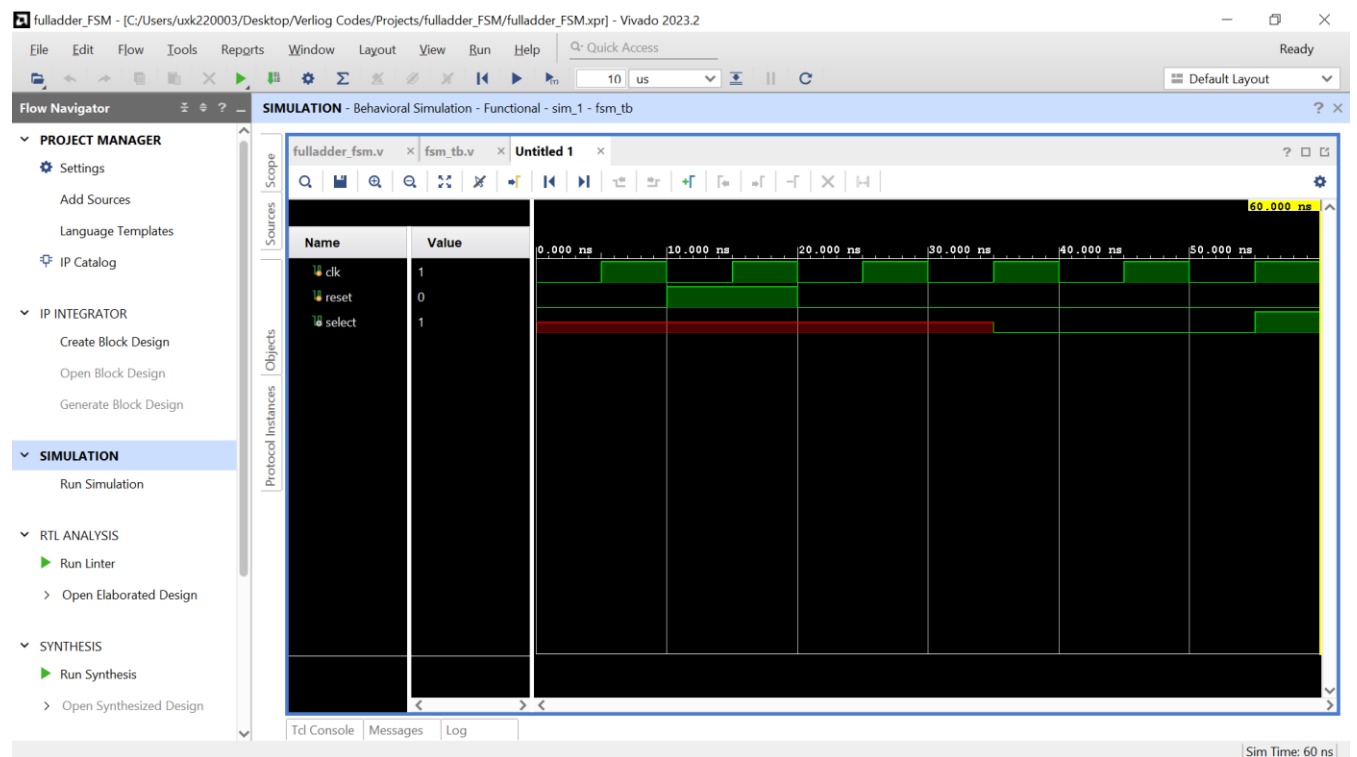 fulladder_FSM - [C:/Users/uxk220003/Desktop/Verliog Codes/Projects/fulladder_FSM/fulladder_FSM.xpr] - Vivado 2023.2
File Edit Flow Tools Reports Window Layout View Run Help Quick Access Ready
10 us Default Layout
Flow Navigator ?
SIMULATION - Behavioral Simulation - Functional - sim_1 - fsm_tb ?
PROJECT MANAGER
Settings
Add Sources
Language Templates
IP Catalog
IP INTEGRATOR
Create Block Design
Open Block Design
Generate Block Design
SIMULATION
Run Simulation
RTL ANALYSIS
Run Linter
Open Elaborated Design
SYNTHESIS
Run Synthesis
Open Synthesized Design
Scope
Sources
Objects
Protocol Instances
fulladder_fsm.v fsm_tb.v Untitled 1 ?
60.000 ns
Name Value
0.000 ns 10.000 ns 20.000 ns 30.000 ns 40.000 ns 50.000 ns
clk 1
reset 0
select 1
Tcl Console Messages Log
Sim Time: 60 ns